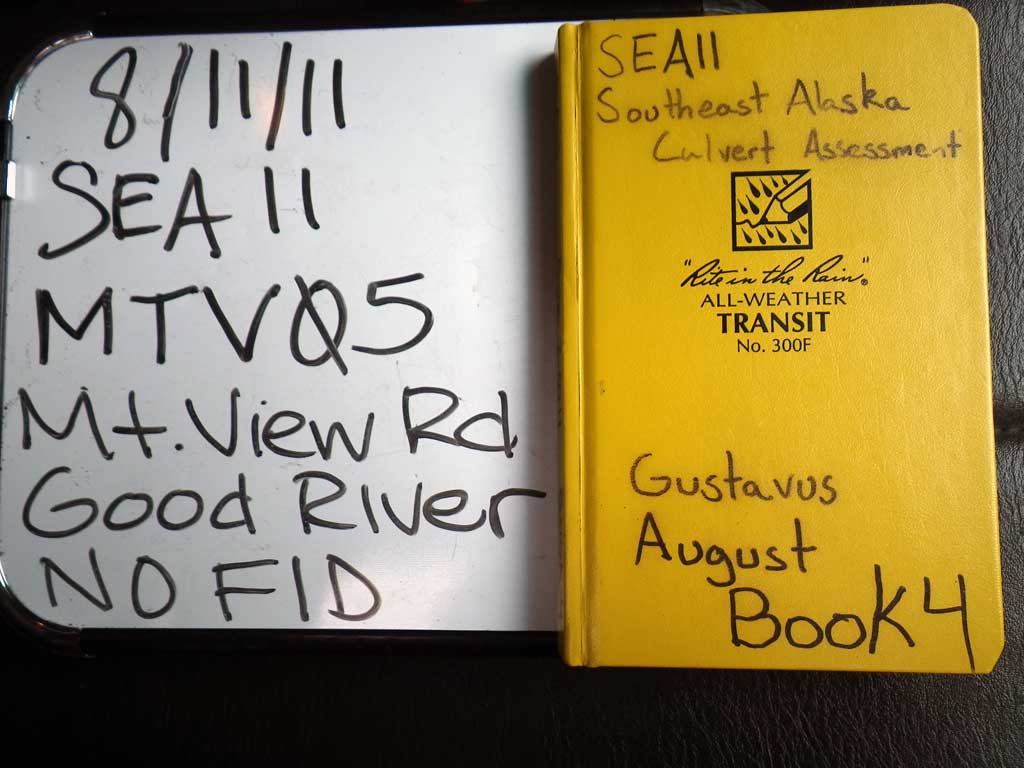 8/11/11
SEA 11
MTVØ5
Mt. View Rd
Good River
NO FID
SEA11
Southeast Alaska
Culvert Assessment
"Rite in the Rain"®
ALL-WEATHER
TRANSIT
No. 300F
Gustavus
August
Book 4